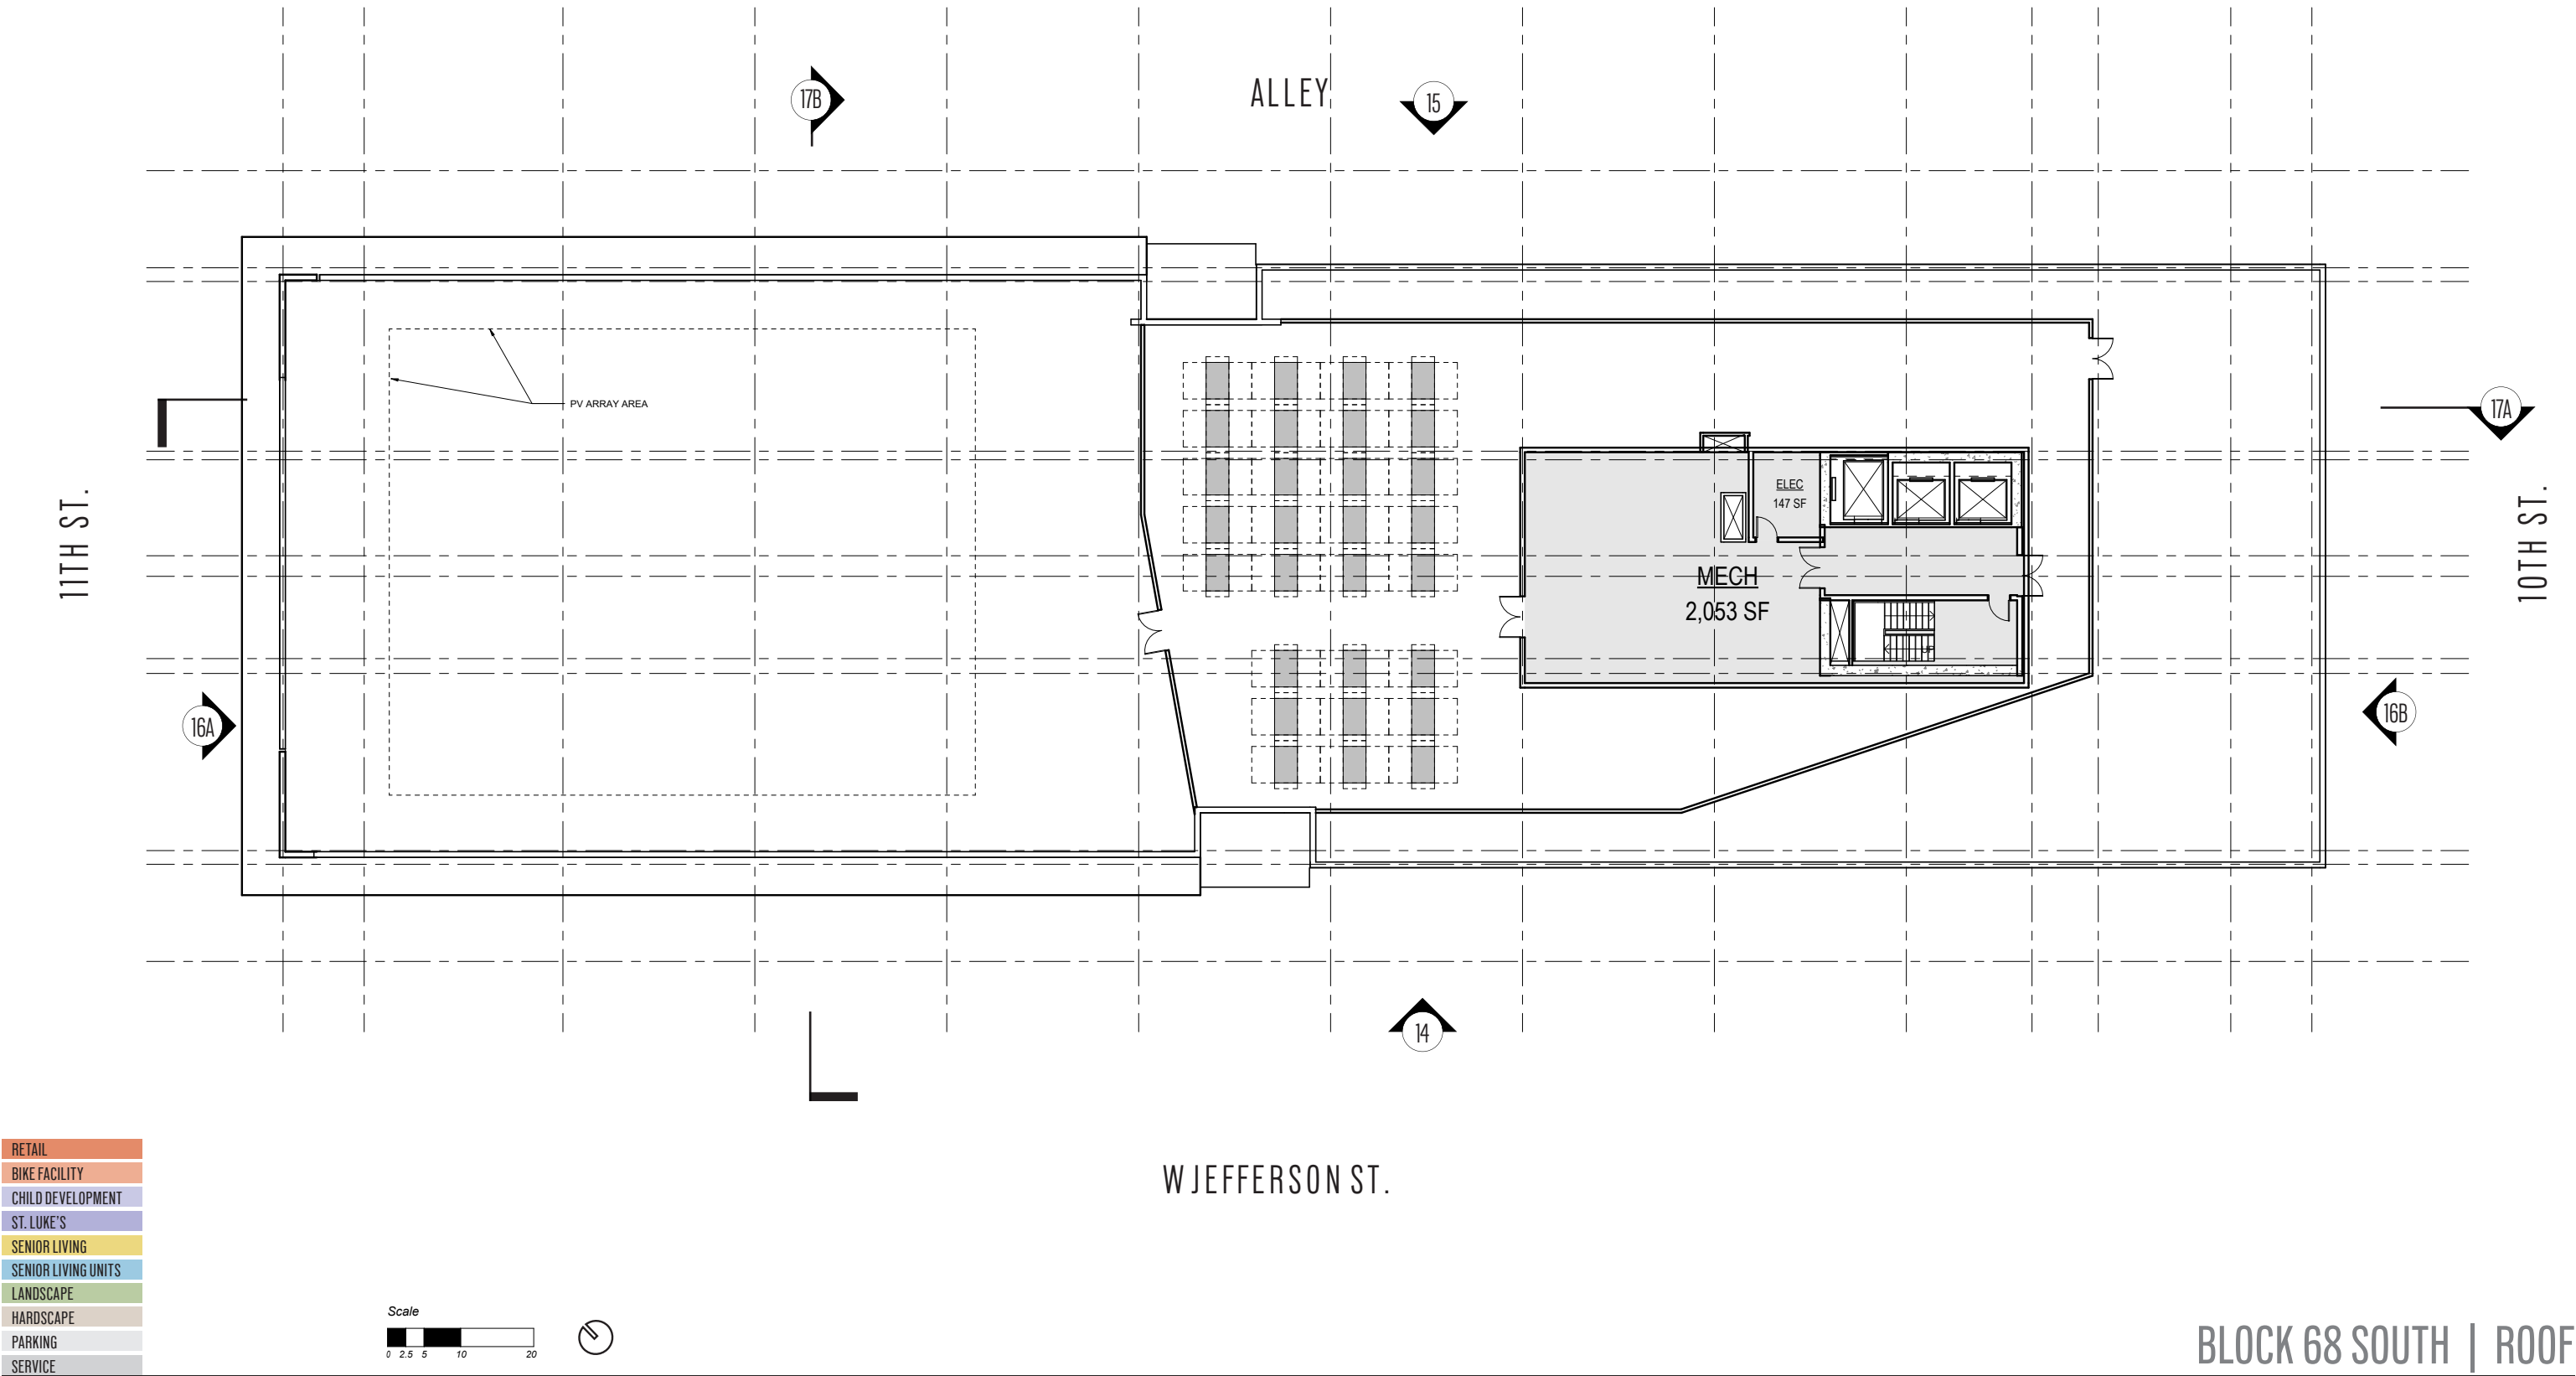 17B
ALLEY
15
PV ARRAY AREA
17A
11TH ST.
10TH ST.
ELEC
147 SF
MECH
2,053 SF
UP
16A
16B
14
W JEFFERSON ST.
RETAIL
BIKE FACILITY
CHILD DEVELOPMENT
ST. LUKE'S
SENIOR LIVING
SENIOR LIVING UNITS
LANDSCAPE
HARDSCAPE
PARKING
SERVICE
Scale
0 2.5 5 10 20
BLOCK 68 SOUTH | ROOF